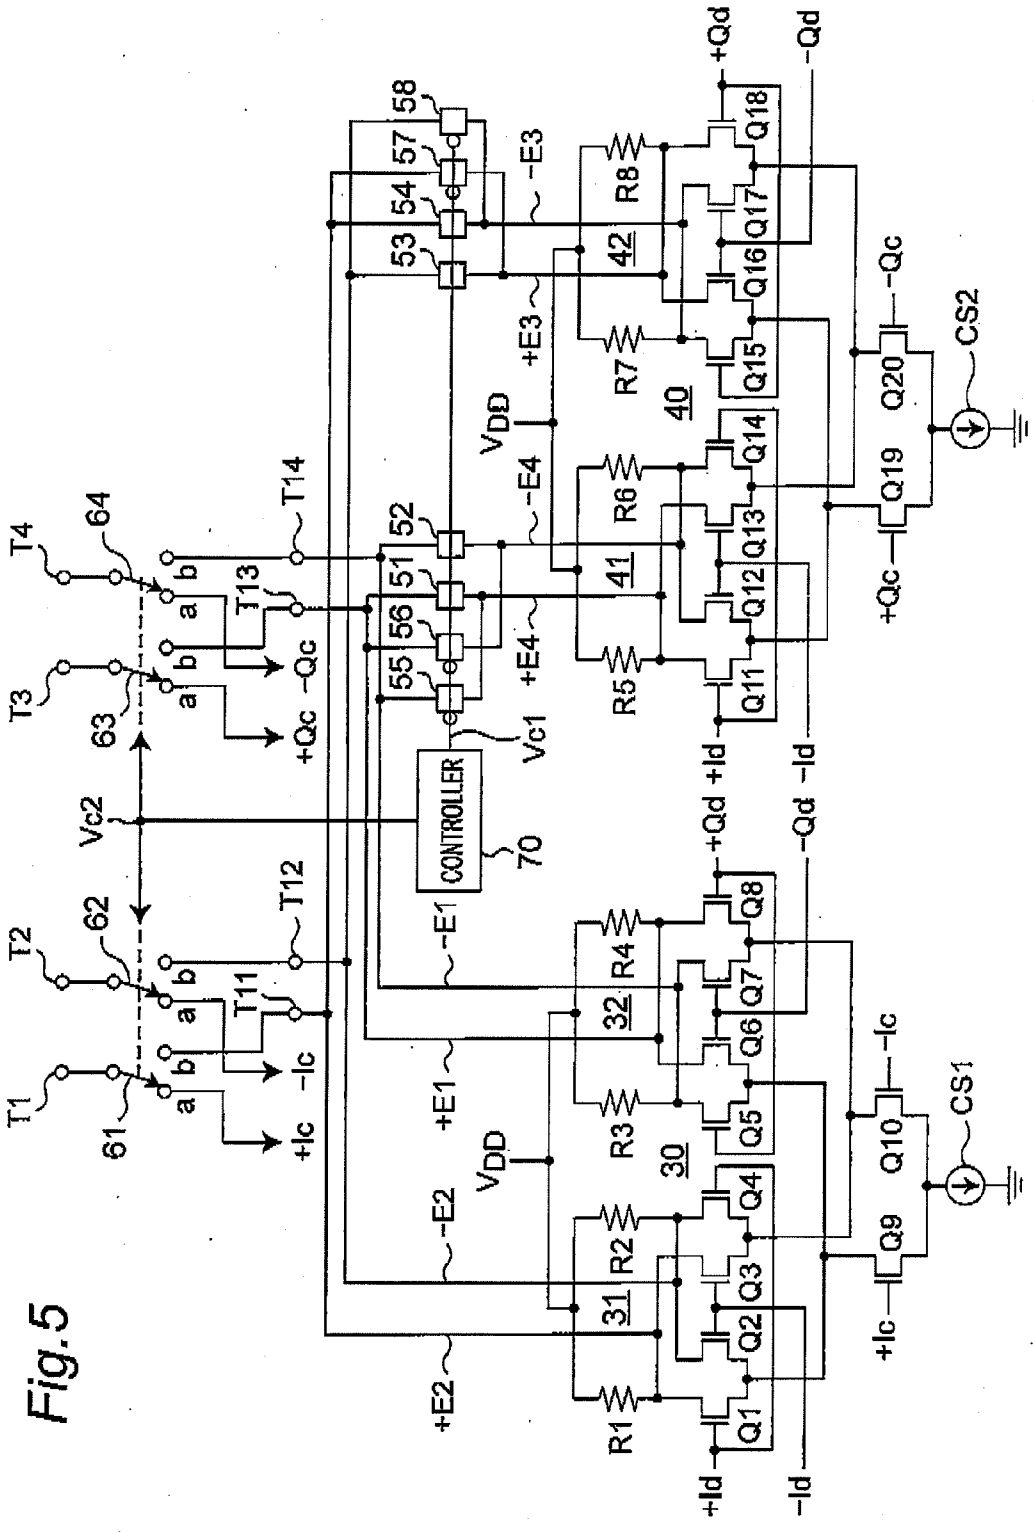 Fig.5
T1
T2
T3
T4
61
62
Vc2
63
64
a
b
a
b
a
b
a
b
T11
T12
T13
T14
+Ic
−Ic
+Qc
−Qc
CONTROLLER
70
Vc1
55
56
51
52
53
54
57
58
+E2
−E2
+E1
−E1
+E4
−E4
+E3
−E3
VDD
VDD
R1
31
R2
R3
32
R4
R5
41
R6
R7
42
R8
30
40
+Id
Q1
Q2
Q3
Q4
Q5
Q6
Q7
Q8
+Qd
+Id
Q11
Q12
Q13
Q14
Q15
Q16
Q17
Q18
+Qd
−Id
−Qd
−Id
−Qd
+Ic
Q9
Q10
−Ic
+Qc
Q19
Q20
−Qc
CS1
CS2